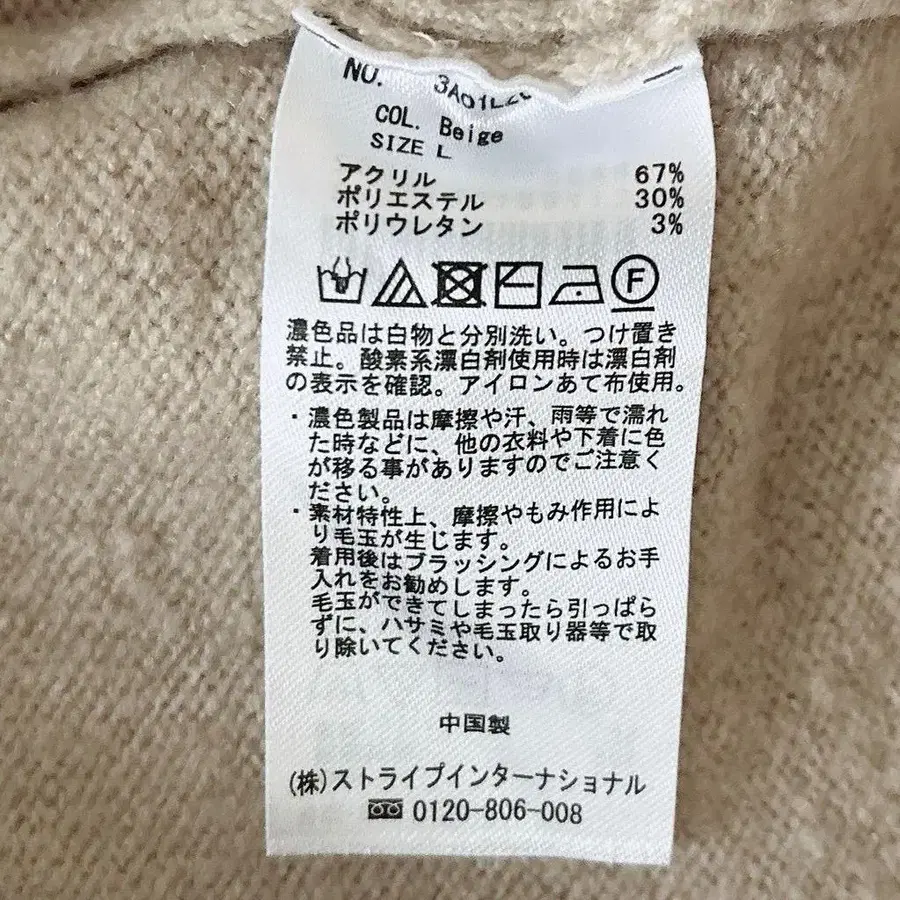 NO.
COL. Beige
SIZE L
アクリル 67%
ポリエステル 30%
ポリウレタン 3%
F
濃色品は白物と分別洗い。つけ置き
禁止。酸素系漂白剤使用時は漂白剤
の表示を確認。アイロンあて布使用。
・濃色製品は摩擦や汗、雨等で濡れ
た時などに、他の衣料や下着に色
が移る事がありますのでご注意く
ださい。
・素材特性上、摩擦やもみ作用によ
り毛玉が生じます。
着用後はブラッシングによるお手
入れをお勧めします。
毛玉ができてしまったら引っぱら
ずに、ハサミや毛玉取り器等で取
り除いてください。
中国製
(株)ストライプインターナショナル
0120-806-008